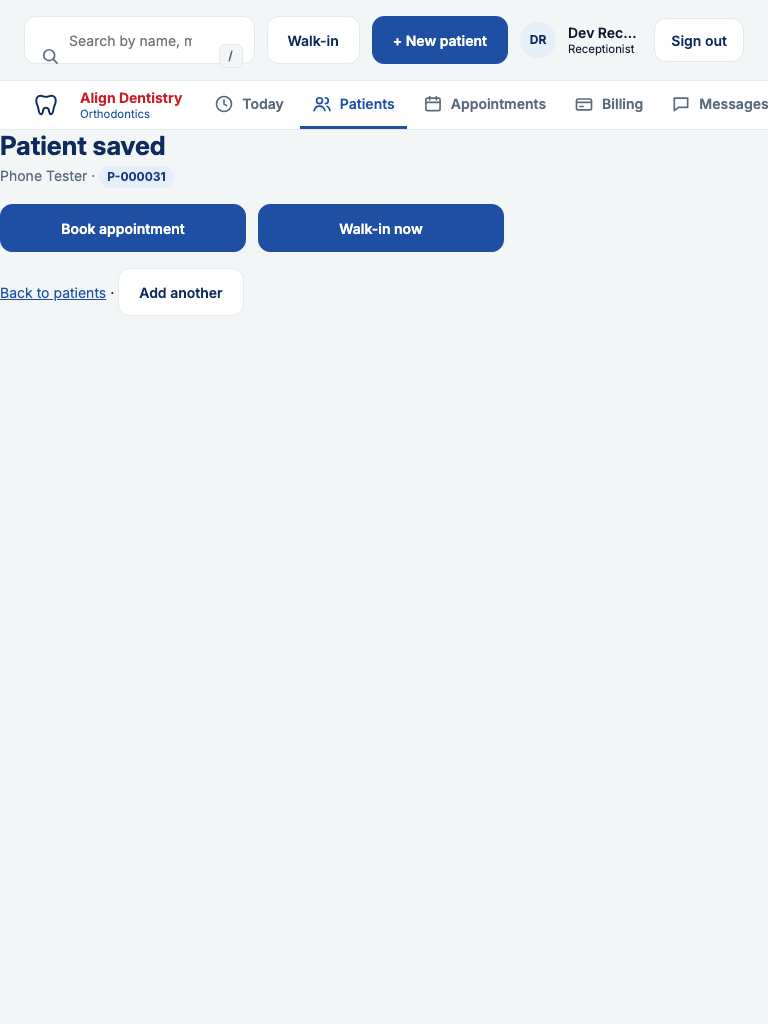 Search by name, m
/
Walk-in
+ New patient
DR
Dev Rec...
Receptionist
Sign out
Align Dentistry
Orthodontics
Today
Patients
Appointments
Billing
Messages
Patient saved
Phone Tester · P-000031
Book appointment
Walk-in now
Back to patients · Add another